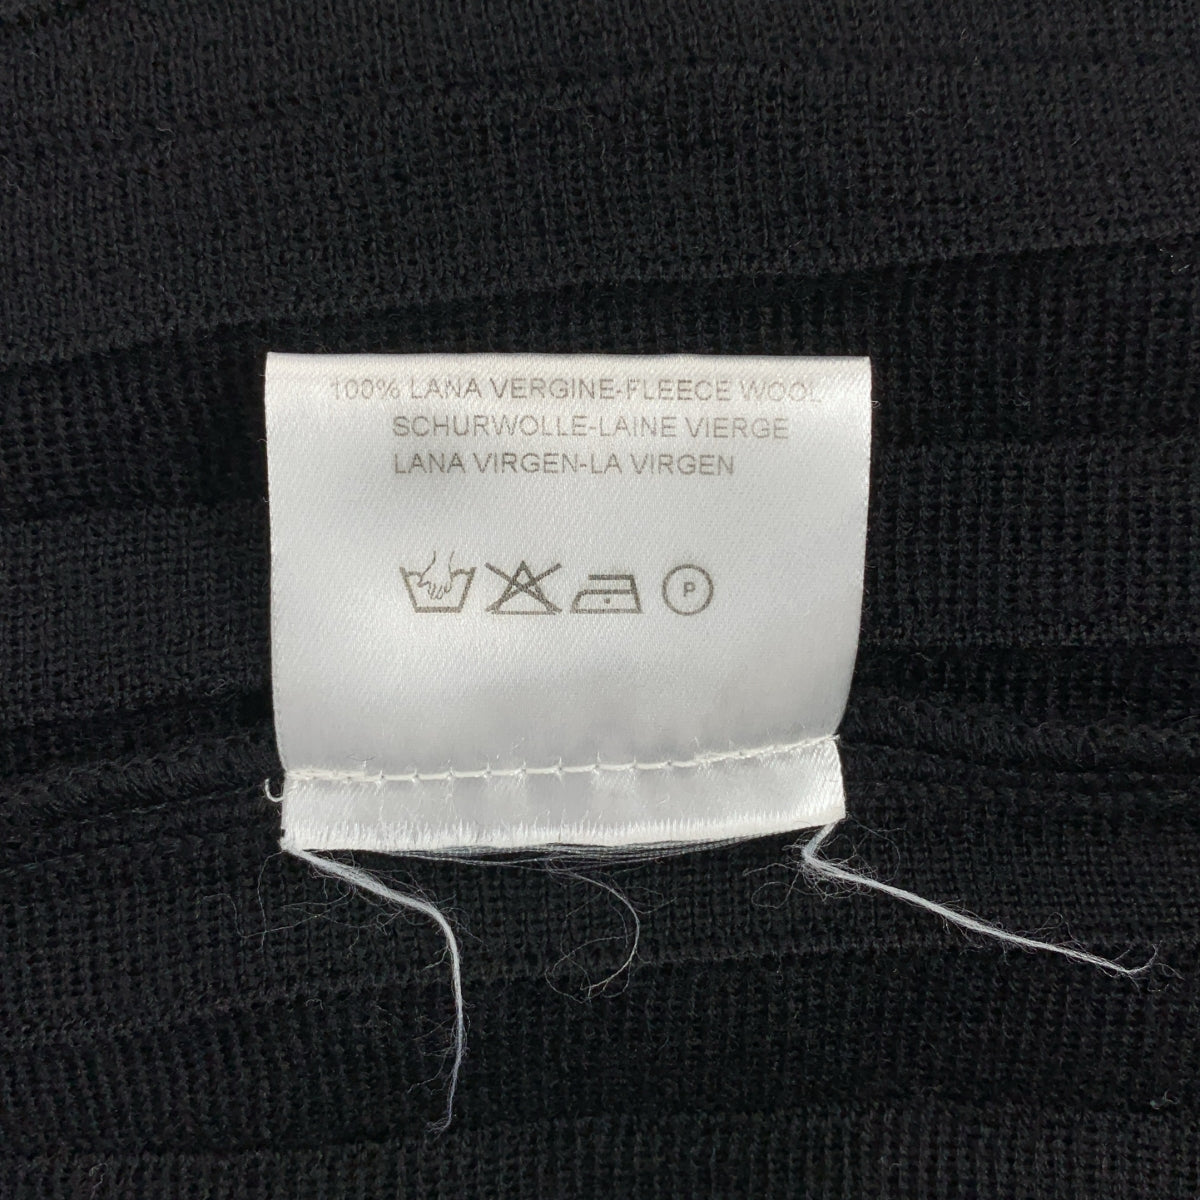 100% LANA VERGINE-FLEECE WOOL
SCHURWOLLE-LAINE VIERGE
LANA VIRGEN-LA VIRGEN
P